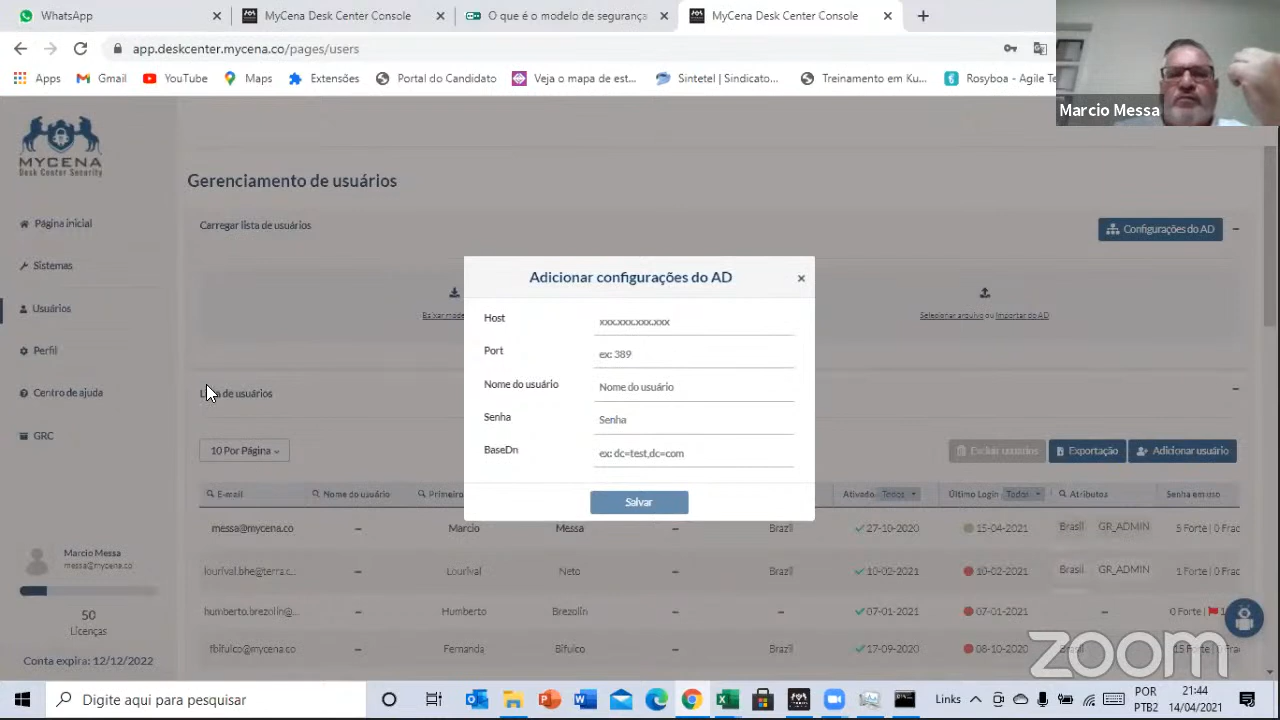 WhatsApp
MyCena Desk Center Console
O que é o modelo de segurança
MyCena Desk Center Console
app.deskcenter.mycena.co/pages/users
Apps
Gmail
YouTube
Maps
Extensões
Portal do Candidato
Veja o mapa de est...
Sintetel | Sindicato...
Treinamento em Ku...
Rosyboa - Agile Te
Marcio Messa
MYCENA
Desk Center Security
Página inicial
Sistemas
Usuários
Perfil
Centro de ajuda
GRC
Marcio Messa
messa@mycena.co
50
Licenças
Conta expira: 12/12/2022
Gerenciamento de usuários
Carregar lista de usuários
Configurações do AD
Baixar mode
Selecionar arquivo ou Importar do AD
Adicionar configurações do AD
×
Host xxx.xxx.xxx.xxx
Port ex: 389
Nome do usuário Nome do usuário
Senha Senha
BaseDn ex: dc=test,dc=com
Salvar
de usuários
10 Por Página
Excluir usuários
Exportação
Adicionar usuário
E-mail Nome do usuário Primeiro Ativado Todos Último Login Todos Atributos Senha em uso
messa@mycena.co – Marcio Messa – Brazil 27-10-2020 15-04-2021 Brasil GR_ADMIN 5 Forte | 0 Frac
lourival.bhe@terra.c... – Lourival Neto – Brazil 10-02-2021 10-02-2021 Brasil GR_ADMIN 1 Forte | 0 Frac
humberto.brezolin@... – Humberto Brezolin – – 07-01-2021 07-01-2021 – 0 Forte | 1
fbifulco@mycena.co – Fernanda Bifulco – Brazil 17-09-2020 08-10-2020 15 Forte | 0 Frac
zoom
Digite aqui para pesquisar
Links
POR
PTB2
21:44
14/04/2021